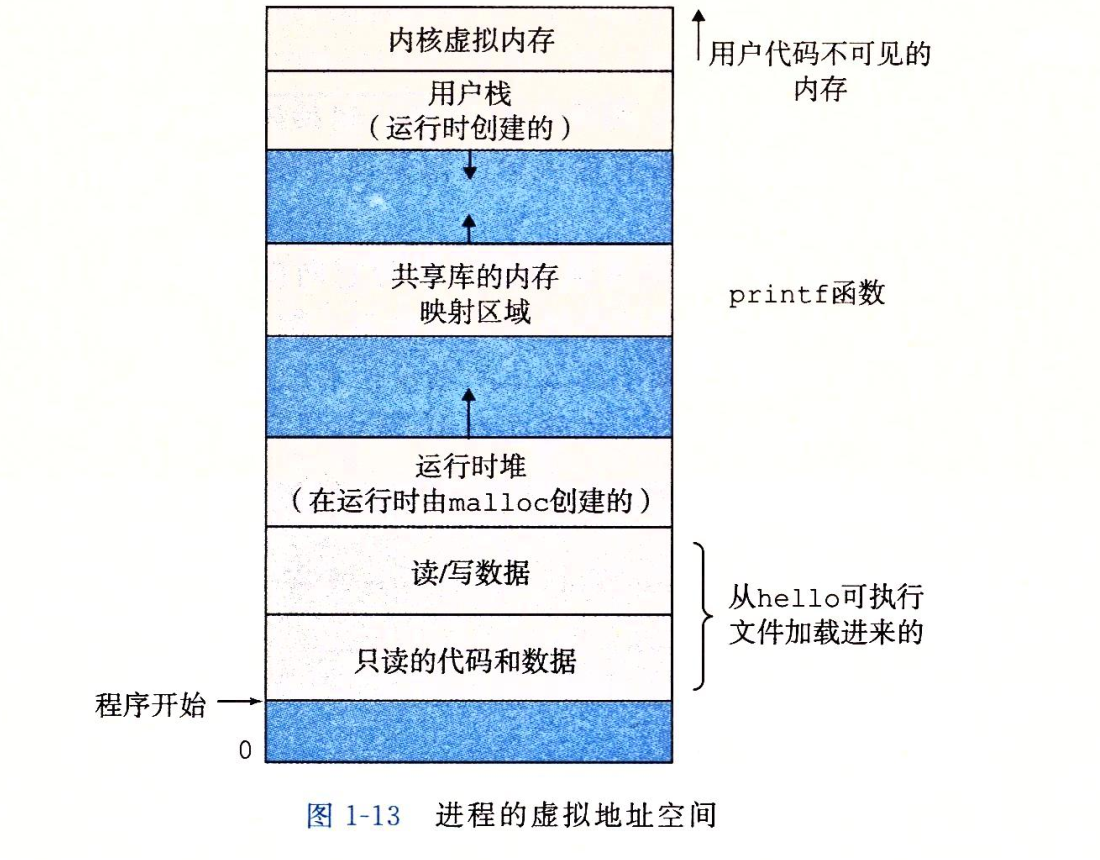 内核虚拟内存
用户代码不可见的
内存
用户栈
（运行时创建的）
共享库的内存
映射区域
printf函数
运行时堆
（在运行时由malloc创建的）
读/写数据
从hello可执行
文件加载进来的
只读的代码和数据
程序开始
0
图 1-13 进程的虚拟地址空间